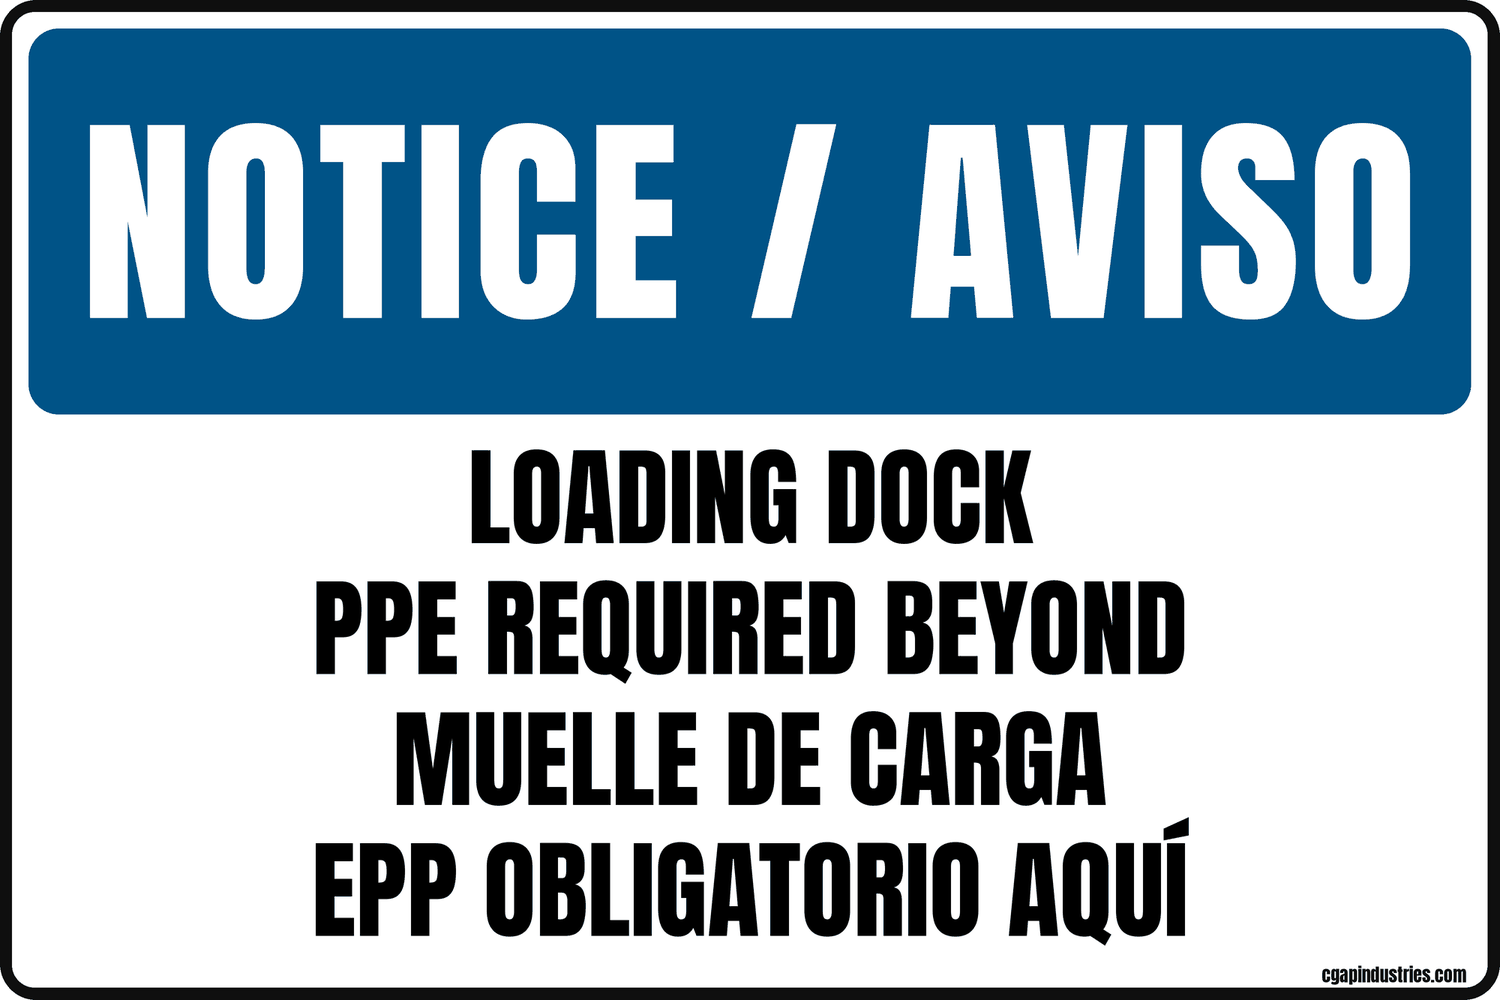 NOTICE / AVISO
LOADING DOCK
PPE REQUIRED BEYOND
MUELLE DE CARGA
EPP OBLIGATORIO AQUÍ
cgapindustries.com